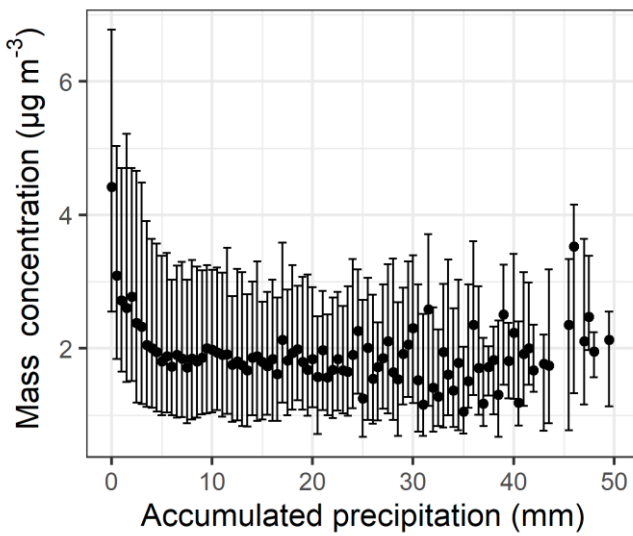 Mass concentration (µg m⁻³)
6
4
2
0 10 20 30 40 50
Accumulated precipitation (mm)